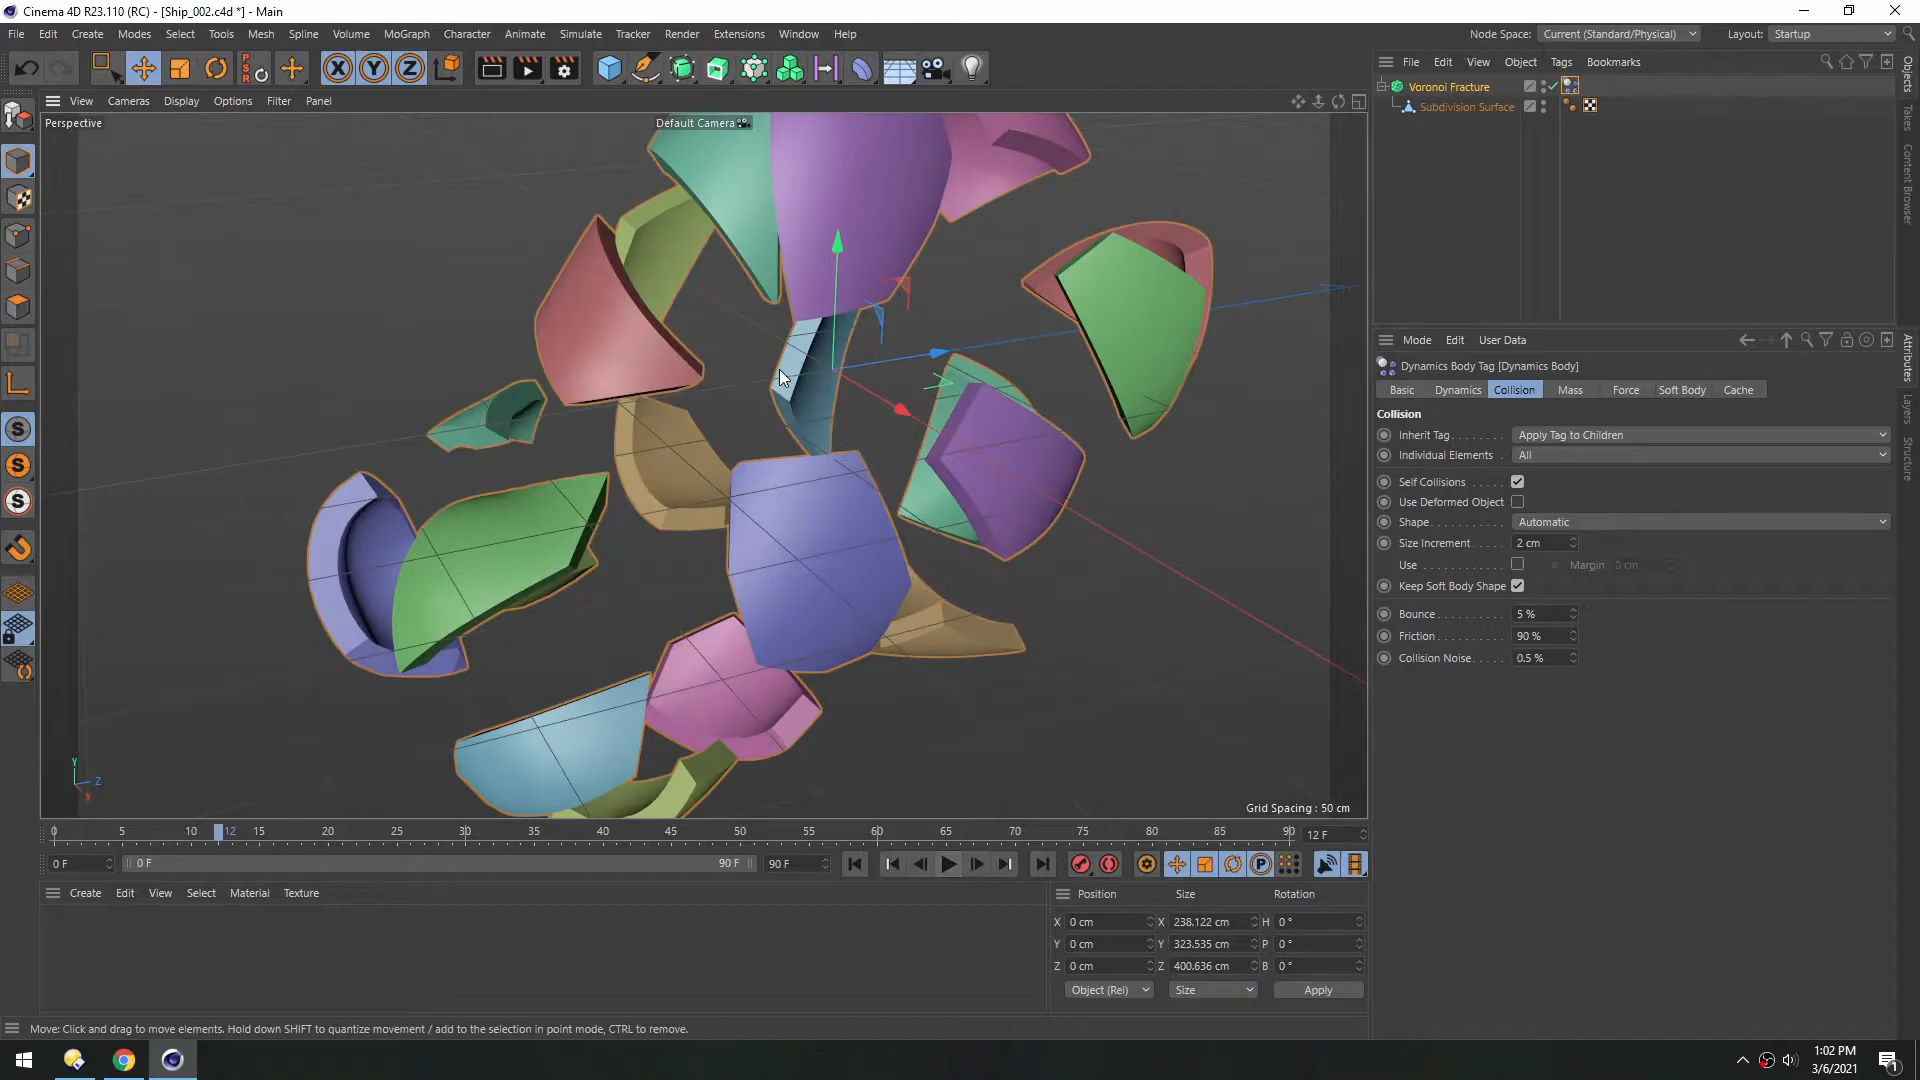 Cinema 4D R23.110 (RC) - [Ship_002.c4d *] - Main
File Edit Create Modes Select Tools Mesh Spline Volume MoGraph Character Animate Simulate Tracker Render Extensions Window Help
Node Space: Current (Standard/Physical) Layout: Startup
PSR X Y Z
File Edit View Object Tags Bookmarks
View Cameras Display Options Filter Panel
Perspective
Default Camera
Voronoi Fracture
Subdivision Surface
Objects
Takes
Content Browser
Mode Edit User Data
Attributes
Layers
Structure
Dynamics Body Tag [Dynamics Body]
Basic Dynamics Collision Mass Force Soft Body Cache
Collision
Inherit Tag . . . . . . . Apply Tag to Children
Individual Elements . All
Self Collisions . . . . .
Use Deformed Object
Shape. . . . . . . . . . . Automatic
Size Increment . . . . . 2 cm
Use . . . . . . . Margin 0 cm
Keep Soft Body Shape
Bounce . . . . . . . . . . 5 %
Friction . . . . . . . . . . 90 %
Collision Noise . . . . . 0.5 %
S
S
S
Y
Z
X
Grid Spacing : 50 cm
0 5 10 12 15 20 25 30 35 40 45 50 55 60 65 70 75 80 85 90 12 F
0 F 0 F 90 F 90 F
P
Create Edit View Select Material Texture
Position Size Rotation
X 0 cm X 238.122 cm H 0 °
Y 0 cm Y 323.535 cm P 0 °
Z 0 cm Z 400.636 cm B 0 °
Object (Rel) Size Apply
Move: Click and drag to move elements. Hold down SHIFT to quantize movement / add to the selection in point mode, CTRL to remove.
1:02 PM
3/6/2021
1